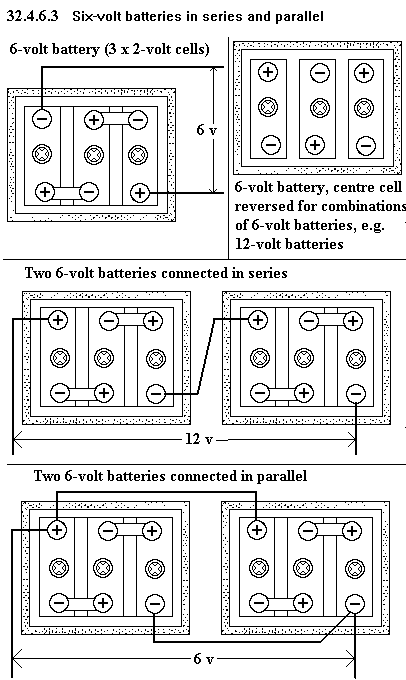 32.4.6.3 Six-volt batteries in series and parallel
6-volt battery (3 x 2-volt cells)
− + −
+ − +
6 v
+ − +
− + −
6-volt battery, centre cell
reversed for combinations
of 6-volt batteries, e.g.
12-volt batteries
Two 6-volt batteries connected in series
+ − + + − +
− + − − + −
12 v
Two 6-volt batteries connected in parallel
+ − + + − +
− + − − + −
6 v